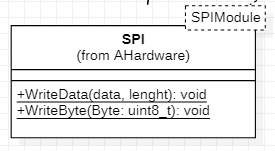 SPIModule
SPI
(from AHardware)
+WriteData(data, lenght): void
+WriteByte(Byte: uint8_t): void